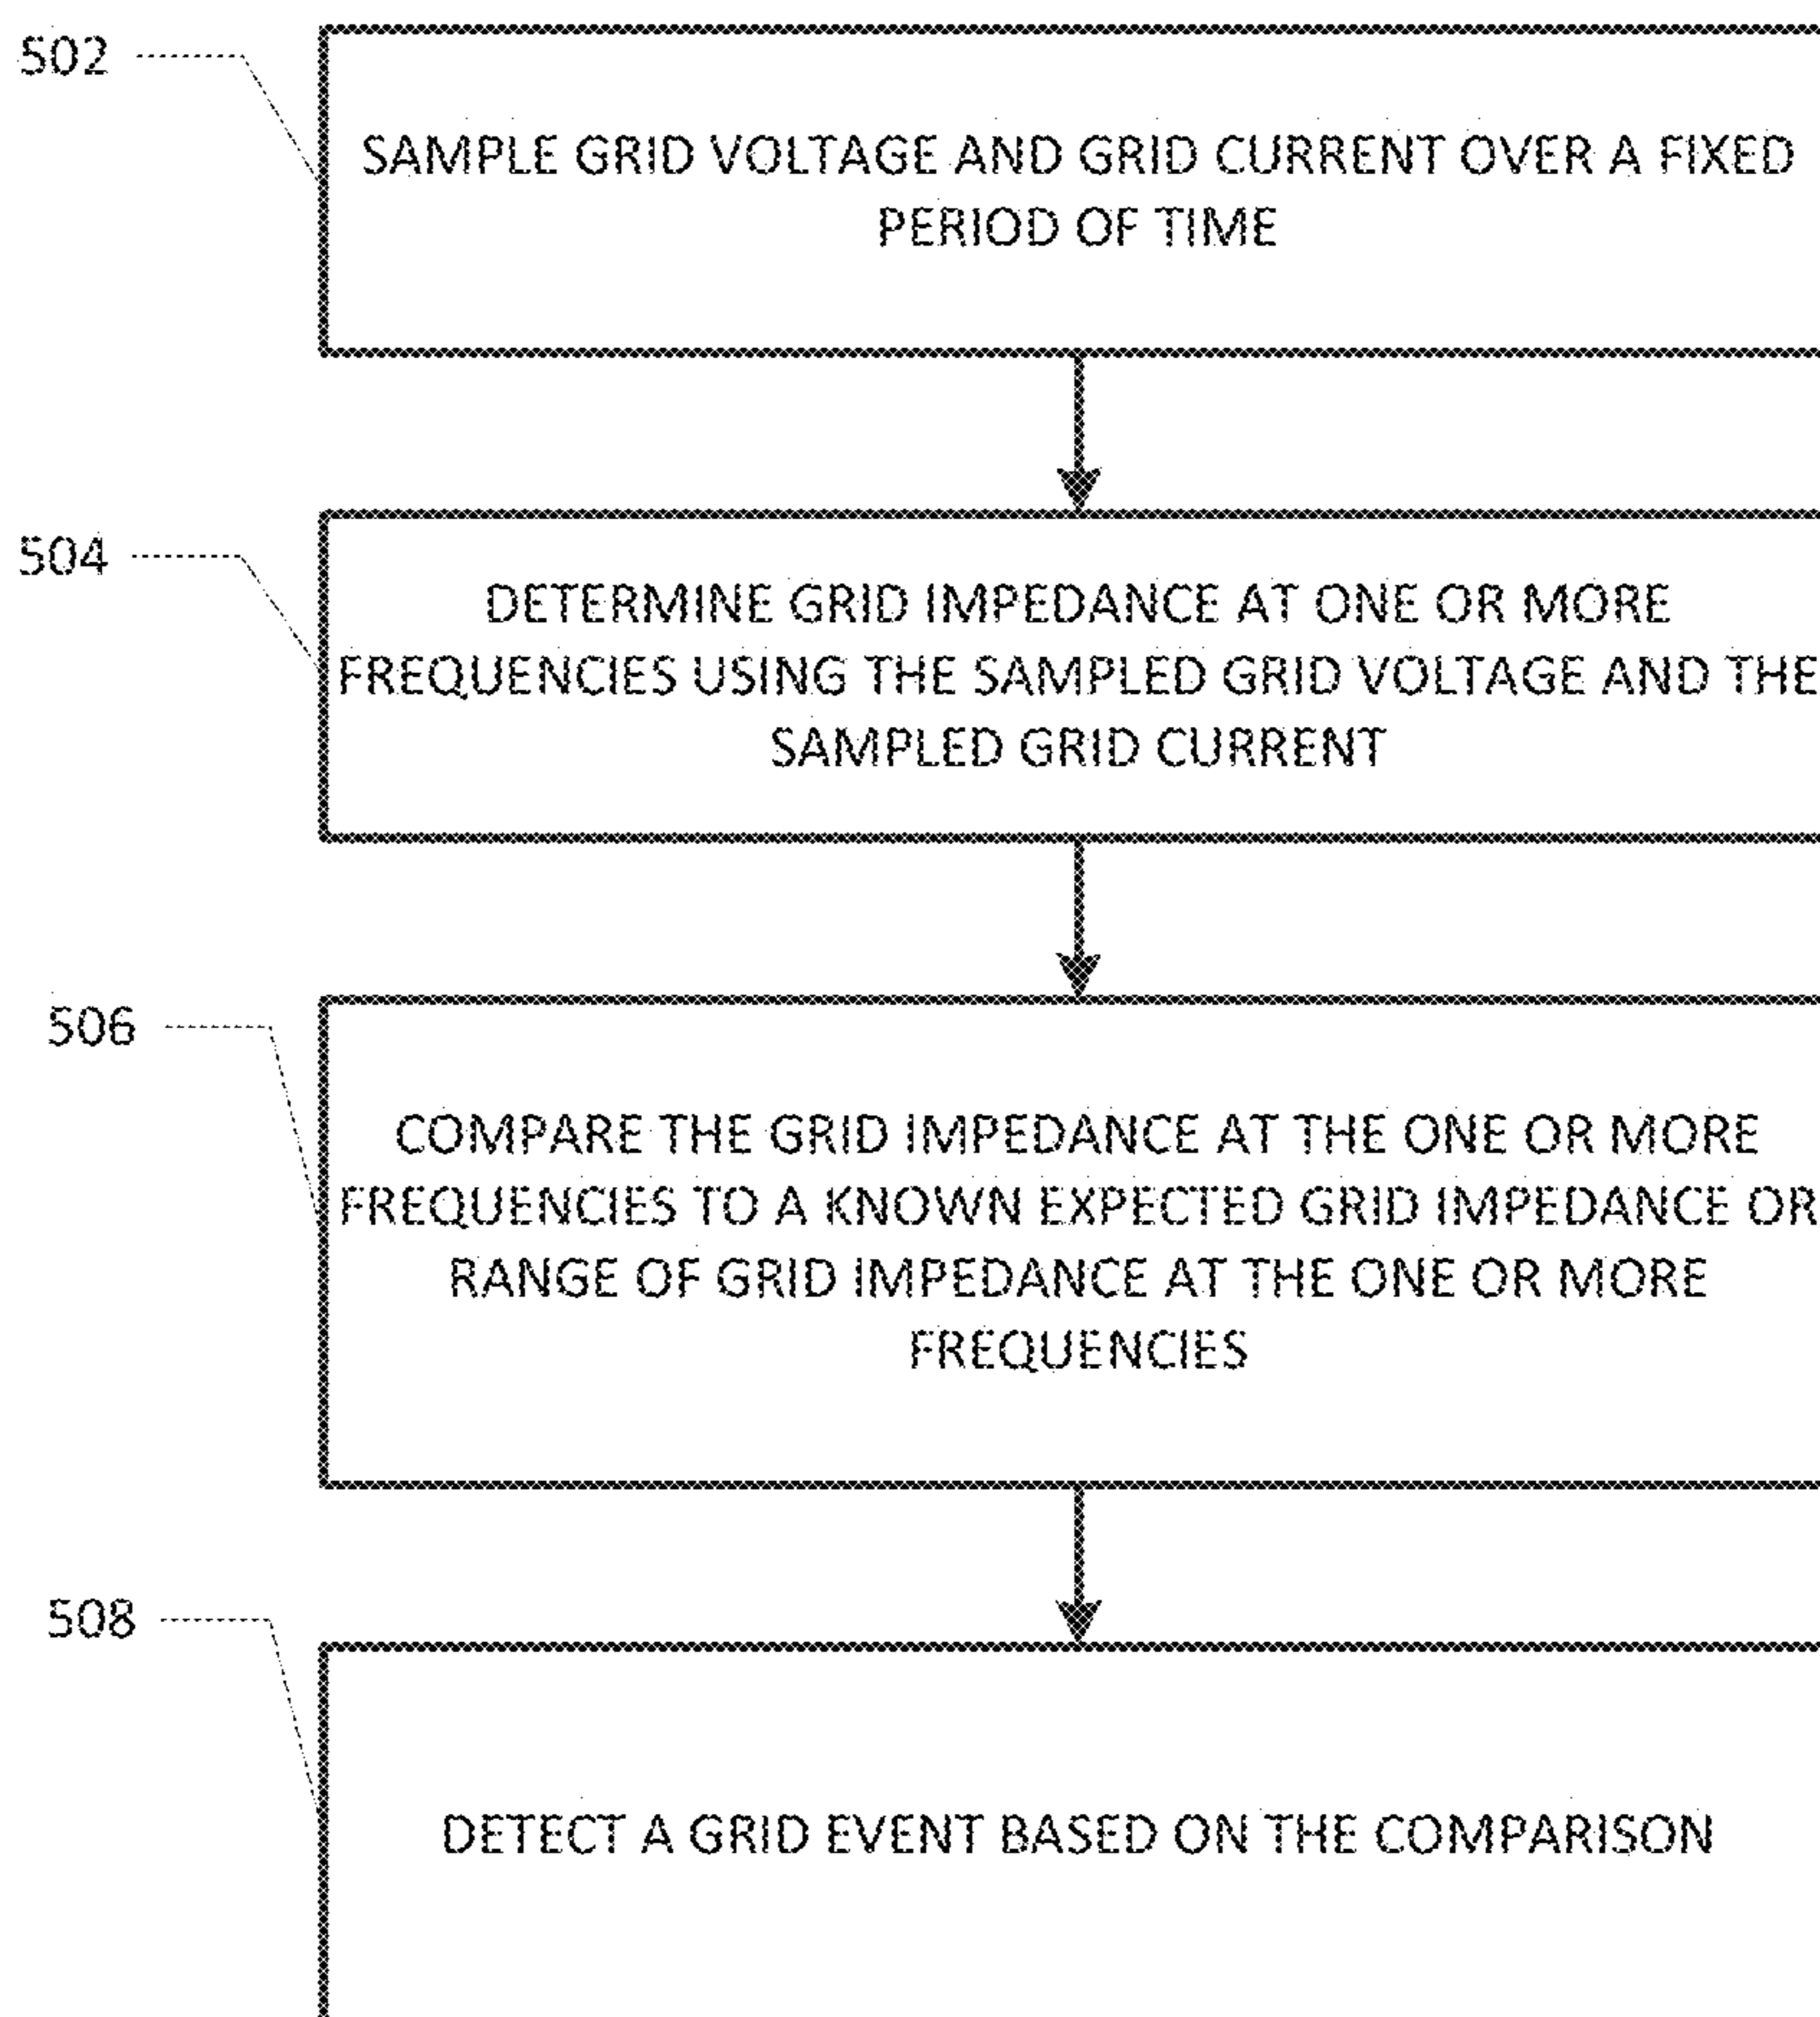 502
SAMPLE GRID VOLTAGE AND GRID CURRENT OVER A FIXED
PERIOD OF TIME
504
DETERMINE GRID IMPEDANCE AT ONE OR MORE
FREQUENCIES USING THE SAMPLED GRID VOLTAGE AND THE
SAMPLED GRID CURRENT
506
COMPARE THE GRID IMPEDANCE AT THE ONE OR MORE
FREQUENCIES TO A KNOWN EXPECTED GRID IMPEDANCE OR
RANGE OF GRID IMPEDANCE AT THE ONE OR MORE
FREQUENCIES
508
DETECT A GRID EVENT BASED ON THE COMPARISON